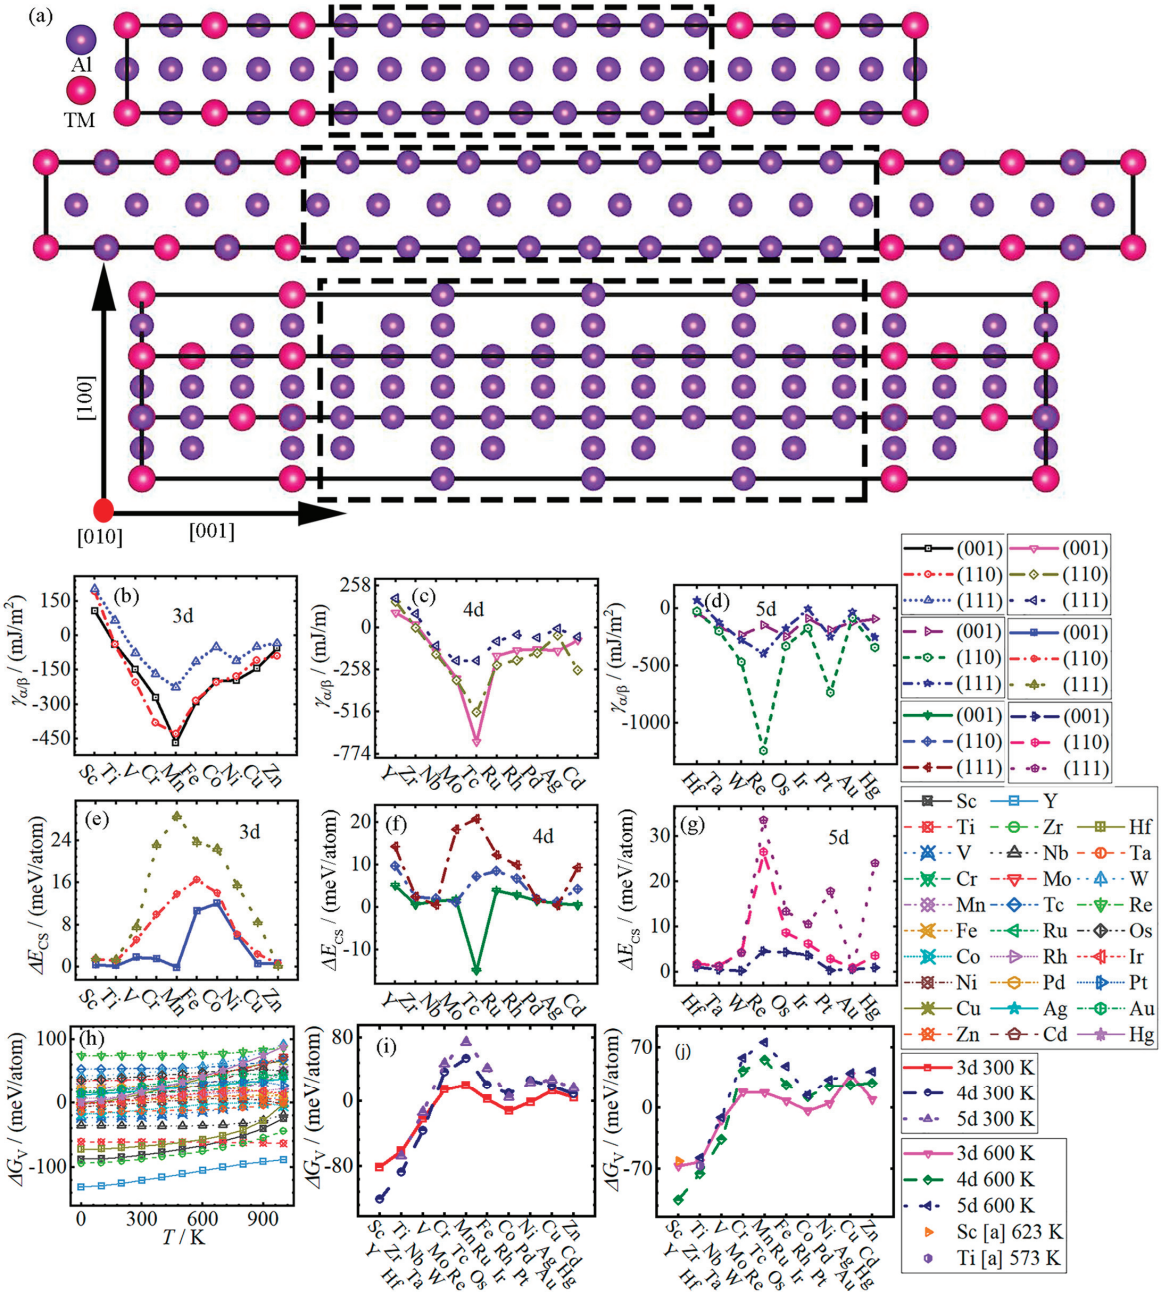 (a)
Al
TM
[100]
[010]
[001]
(b)
3d
γα/β / (mJ/m²)
150
0
-150
-300
-450
Sc Ti V Cr Mn Fe Co Ni Cu Zn
(c)
4d
γα/β / (mJ/m)
258
0
-258
-516
-774
Y Zr Nb Mo Tc Ru Rh Pd Ag Cd
(d)
5d
γα/β / (mJ/m²)
0
-500
-1000
Hf Ta W Re Os Ir Pt Au Hg
(001) (001)
(110) (110)
(111) (111)
(001) (001)
(110) (110)
(111) (111)
(001) (001)
(110) (110)
(111) (111)
(e)
3d
ΔECS / (meV/atom)
24
16
8
0
Sc Ti V Cr Mn Fe Co Ni Cu Zn
(f)
4d
ΔECS / (meV/atom)
20
10
0
-10
Y Zr Nb Mo Tc Ru Rh Pd Ag Cd
(g)
5d
ΔECS / (meV/atom)
30
20
10
0
Hf Ta W Re Os Ir Pt Au Hg
Sc Y
Ti Zr Hf
V Nb Ta
Cr Mo W
Mn Tc Re
Fe Ru Os
Co Rh Ir
Ni Pd Pt
Cu Ag Au
Zn Cd Hg
(h)
ΔGV / (meV/atom)
100
0
-100
0 300 600 900
T / K
(i)
ΔGV / (meV/atom)
80
0
-80
Sc Ti V Cr Mn Fe Co Ni Cu Zn
Y Zr Nb Mo Tc Ru Rh Pd Ag Cd
Hf Ta W Re Os Ir Pt Au Hg
(j)
ΔGV / (meV/atom)
70
0
-70
Sc Ti V Cr Mn Fe Co Ni Cu Zn
Y Zr Nb Mo Tc Ru Rh Pd Ag Cd
Hf Ta W Re Os Ir Pt Au Hg
3d 300 K
4d 300 K
5d 300 K
3d 600 K
4d 600 K
5d 600 K
Sc [a] 623 K
Ti [a] 573 K